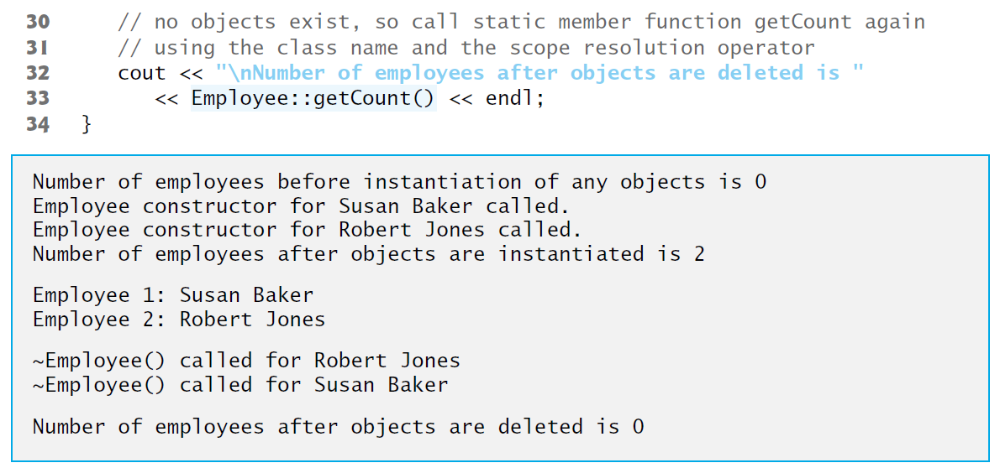 30 // no objects exist, so call static member function getCount again
31 // using the class name and the scope resolution operator
32 cout << "\nNumber of employees after objects are deleted is "
33 << Employee::getCount() << endl;
34 }
Number of employees before instantiation of any objects is 0
Employee constructor for Susan Baker called.
Employee constructor for Robert Jones called.
Number of employees after objects are instantiated is 2
Employee 1: Susan Baker
Employee 2: Robert Jones
~Employee() called for Robert Jones
~Employee() called for Susan Baker
Number of employees after objects are deleted is 0